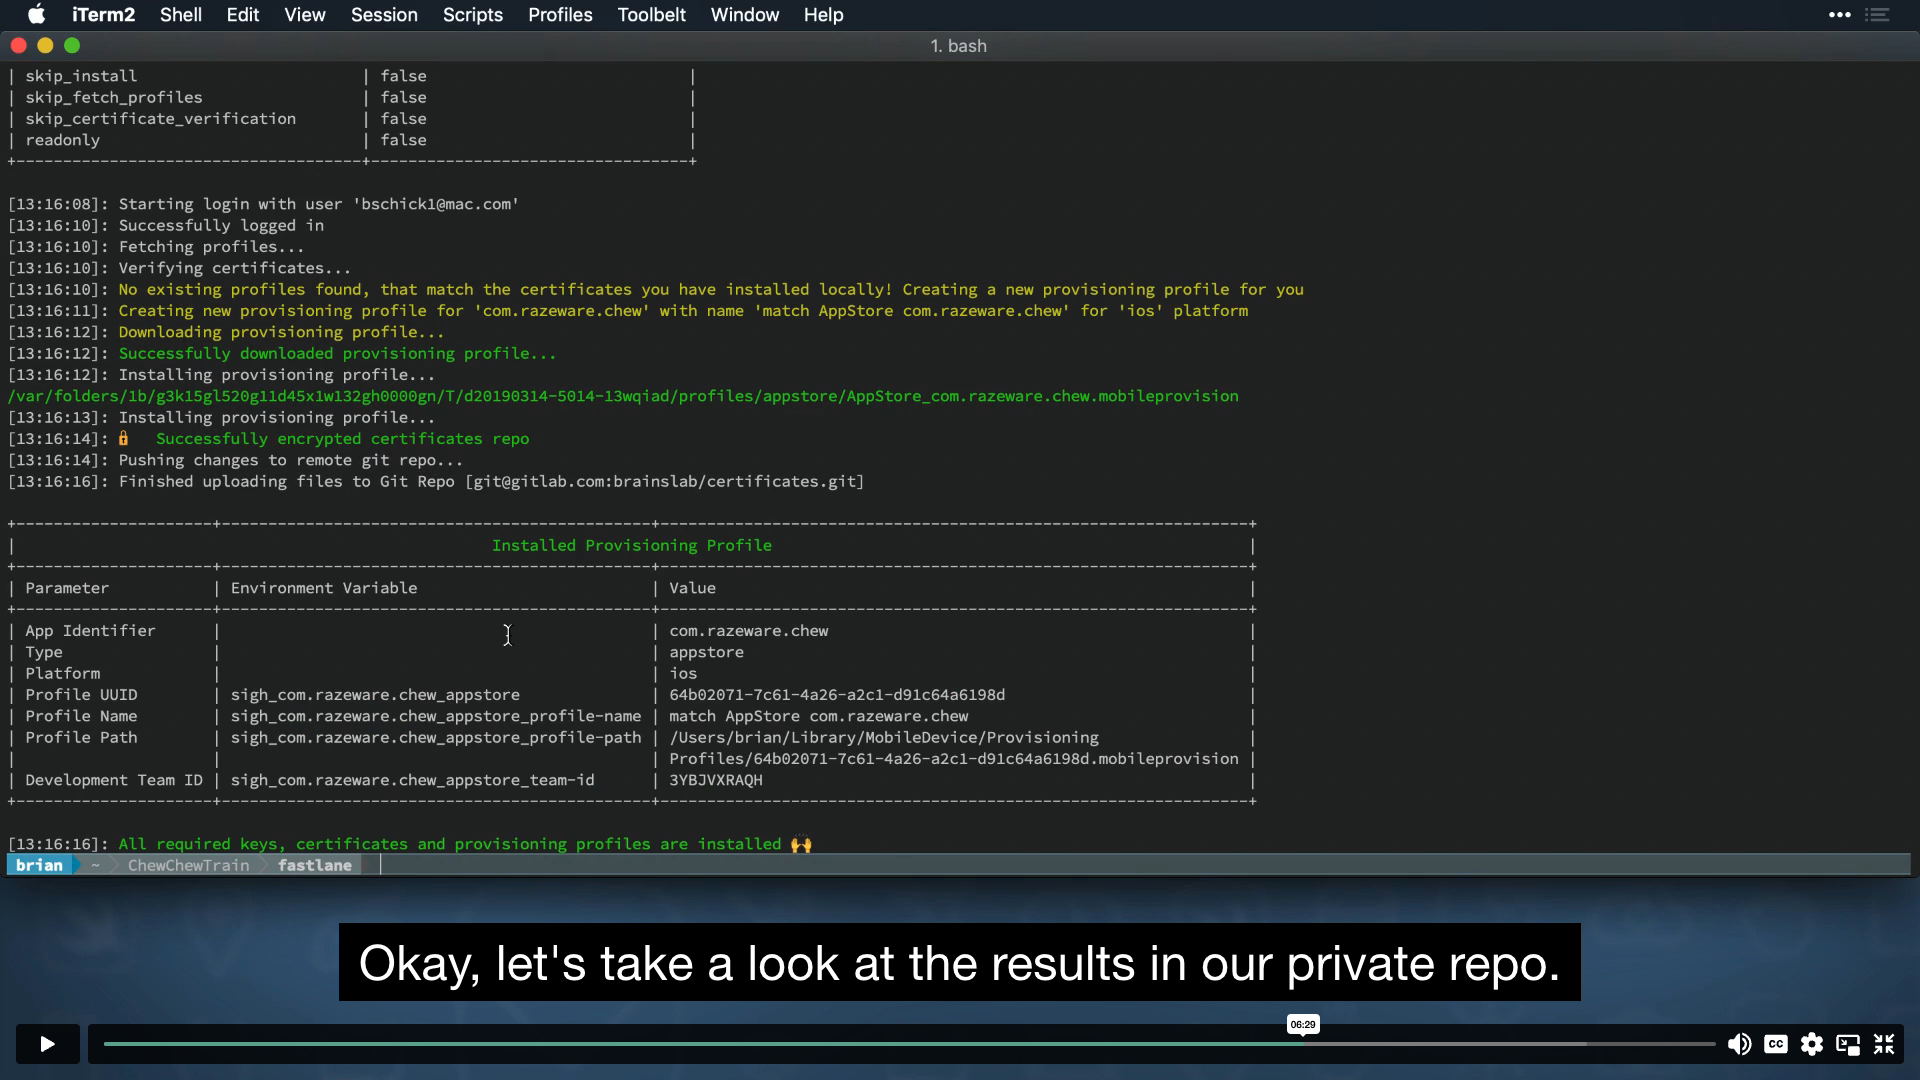 iTerm2 Shell Edit View Session Scripts Profiles Toolbelt Window Help
1. bash
| skip_install | false |
| skip_fetch_profiles | false |
| skip_certificate_verification | false |
| readonly | false |
[13:16:08]: Starting login with user 'bschick1@mac.com'
[13:16:10]: Successfully logged in
[13:16:10]: Fetching profiles...
[13:16:10]: Verifying certificates...
[13:16:10]: No existing profiles found, that match the certificates you have installed locally! Creating a new provisioning profile for you
[13:16:11]: Creating new provisioning profile for 'com.razeware.chew' with name 'match AppStore com.razeware.chew' for 'ios' platform
[13:16:12]: Downloading provisioning profile...
[13:16:12]: Successfully downloaded provisioning profile...
[13:16:12]: Installing provisioning profile...
/var/folders/1b/g3k15gl520g11d45x1w132gh0000gn/T/d20190314-5014-13wqiad/profiles/appstore/AppStore_com.razeware.chew.mobileprovision
[13:16:13]: Installing provisioning profile...
[13:16:14]: 🔒 Successfully encrypted certificates repo
[13:16:14]: Pushing changes to remote git repo...
[13:16:16]: Finished uploading files to Git Repo [git@gitlab.com:brainslab/certificates.git]
| Installed Provisioning Profile |
| Parameter | Environment Variable | Value |
| App Identifier | | com.razeware.chew |
| Type | | appstore |
| Platform | | ios |
| Profile UUID | sigh_com.razeware.chew_appstore | 64b02071-7c61-4a26-a2c1-d91c64a6198d |
| Profile Name | sigh_com.razeware.chew_appstore_profile-name | match AppStore com.razeware.chew |
| Profile Path | sigh_com.razeware.chew_appstore_profile-path | /Users/brian/Library/MobileDevice/Provisioning |
| | | Profiles/64b02071-7c61-4a26-a2c1-d91c64a6198d.mobileprovision |
| Development Team ID | sigh_com.razeware.chew_appstore_team-id | 3YBJVXRAQH |
[13:16:16]: All required keys, certificates and provisioning profiles are installed 🙌
brian ~ ChewChewTrain fastlane
Okay, let's take a look at the results in our private repo.
06:29
CC